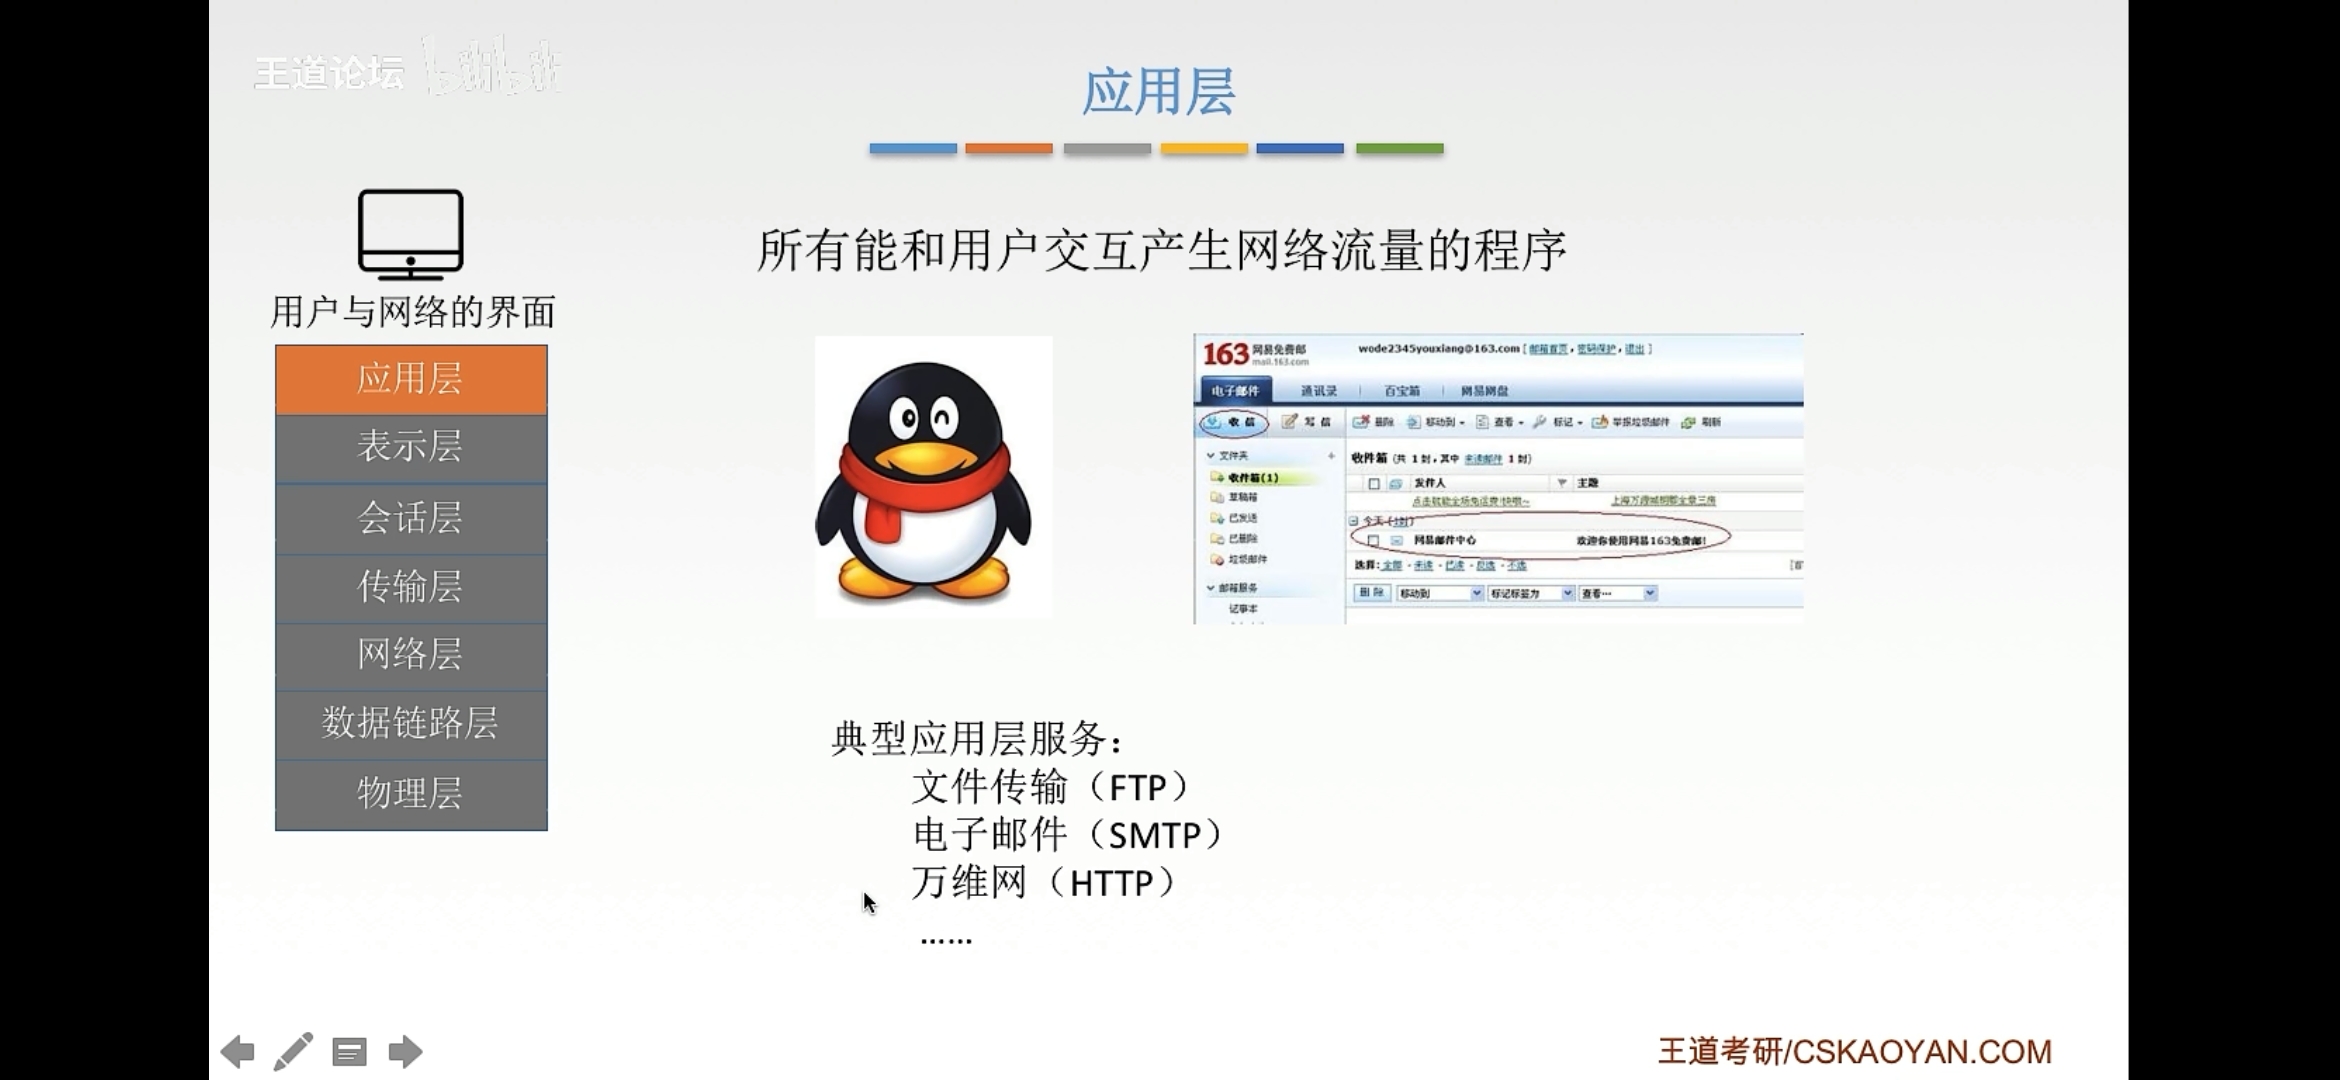 王道论坛 bilibili
应用层
用户与网络的界面
应用层
表示层
会话层
传输层
网络层
数据链路层
物理层
所有能和用户交互产生网络流量的程序
163 网易免费邮
mail.163.com
wode2345youxiang@163.com [ 邮箱首页, 密码保护, 退出 ]
电子邮件 通讯录 百宝箱 网易网盘
收信 写信 删除 移动到 查看 标记 举报垃圾邮件 刷新
文件夹
收件箱(1)
草稿箱
已发送
已删除
垃圾邮件
邮箱服务
记事本
收件箱 (共 1 封,其中 未读邮件 1 封)
发件人 主题
今天 (1封)
网易邮件中心 欢迎你使用网易163免费邮!
选择: 全部 · 未读 · 已读 · 反选 · 不选
删除 移动到 标记标签为 查看…
典型应用层服务：
文件传输（FTP）
电子邮件（SMTP）
万维网（HTTP）
……
王道考研/CSKAOYAN.COM